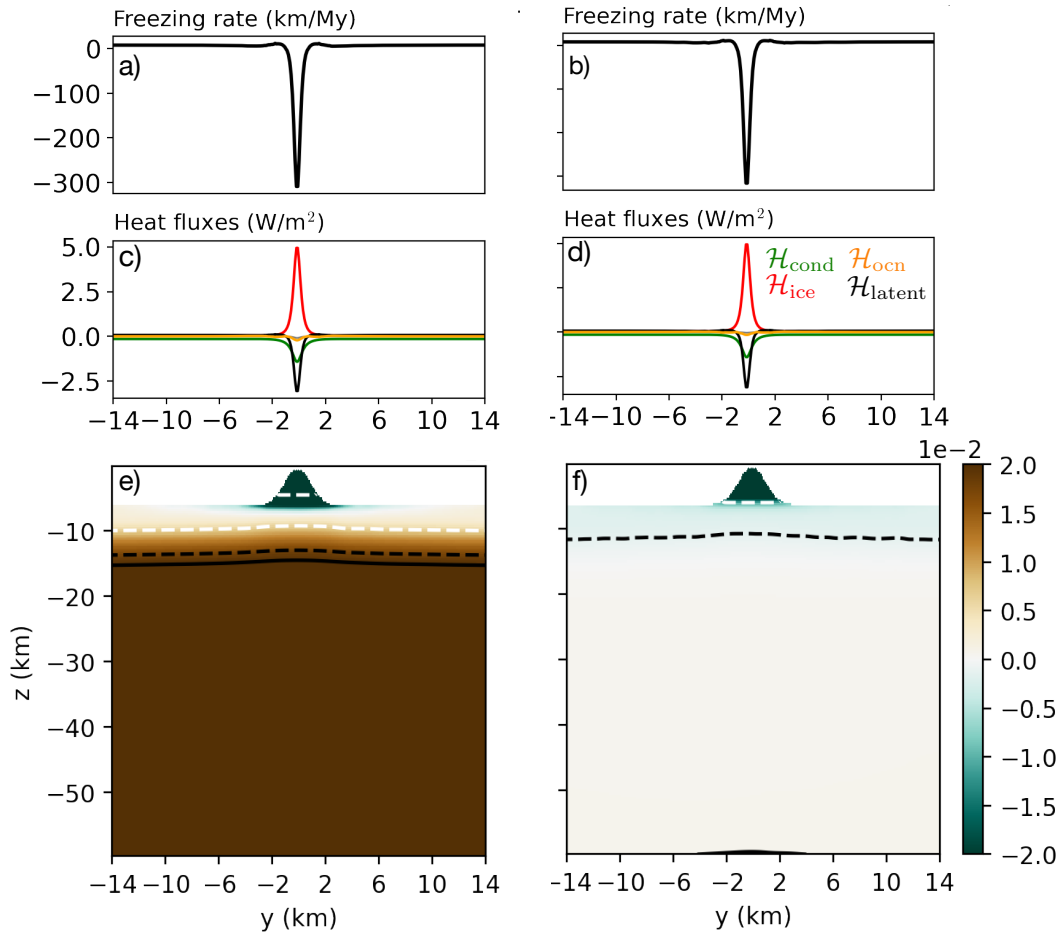 Freezing rate (km/My)
a)
0
−100
−200
−300
Freezing rate (km/My)
b)
Heat fluxes (W/m²)
c)
5.0
2.5
0.0
−2.5
−14 −10 −6 −2 2 6 10 14
Heat fluxes (W/m²)
d)
ℋcond ℋocn
ℋice ℋlatent
-14 −10 −6 −2 2 6 10 14
e)
−10
−20
−30
−40
−50
z (km)
−14 −10 −6 −2 2 6 10 14
y (km)
f)
-14 −10 −6 −2 2 6 10 14
y (km)
1e−2
2.0
1.5
1.0
0.5
0.0
−0.5
−1.0
−1.5
−2.0